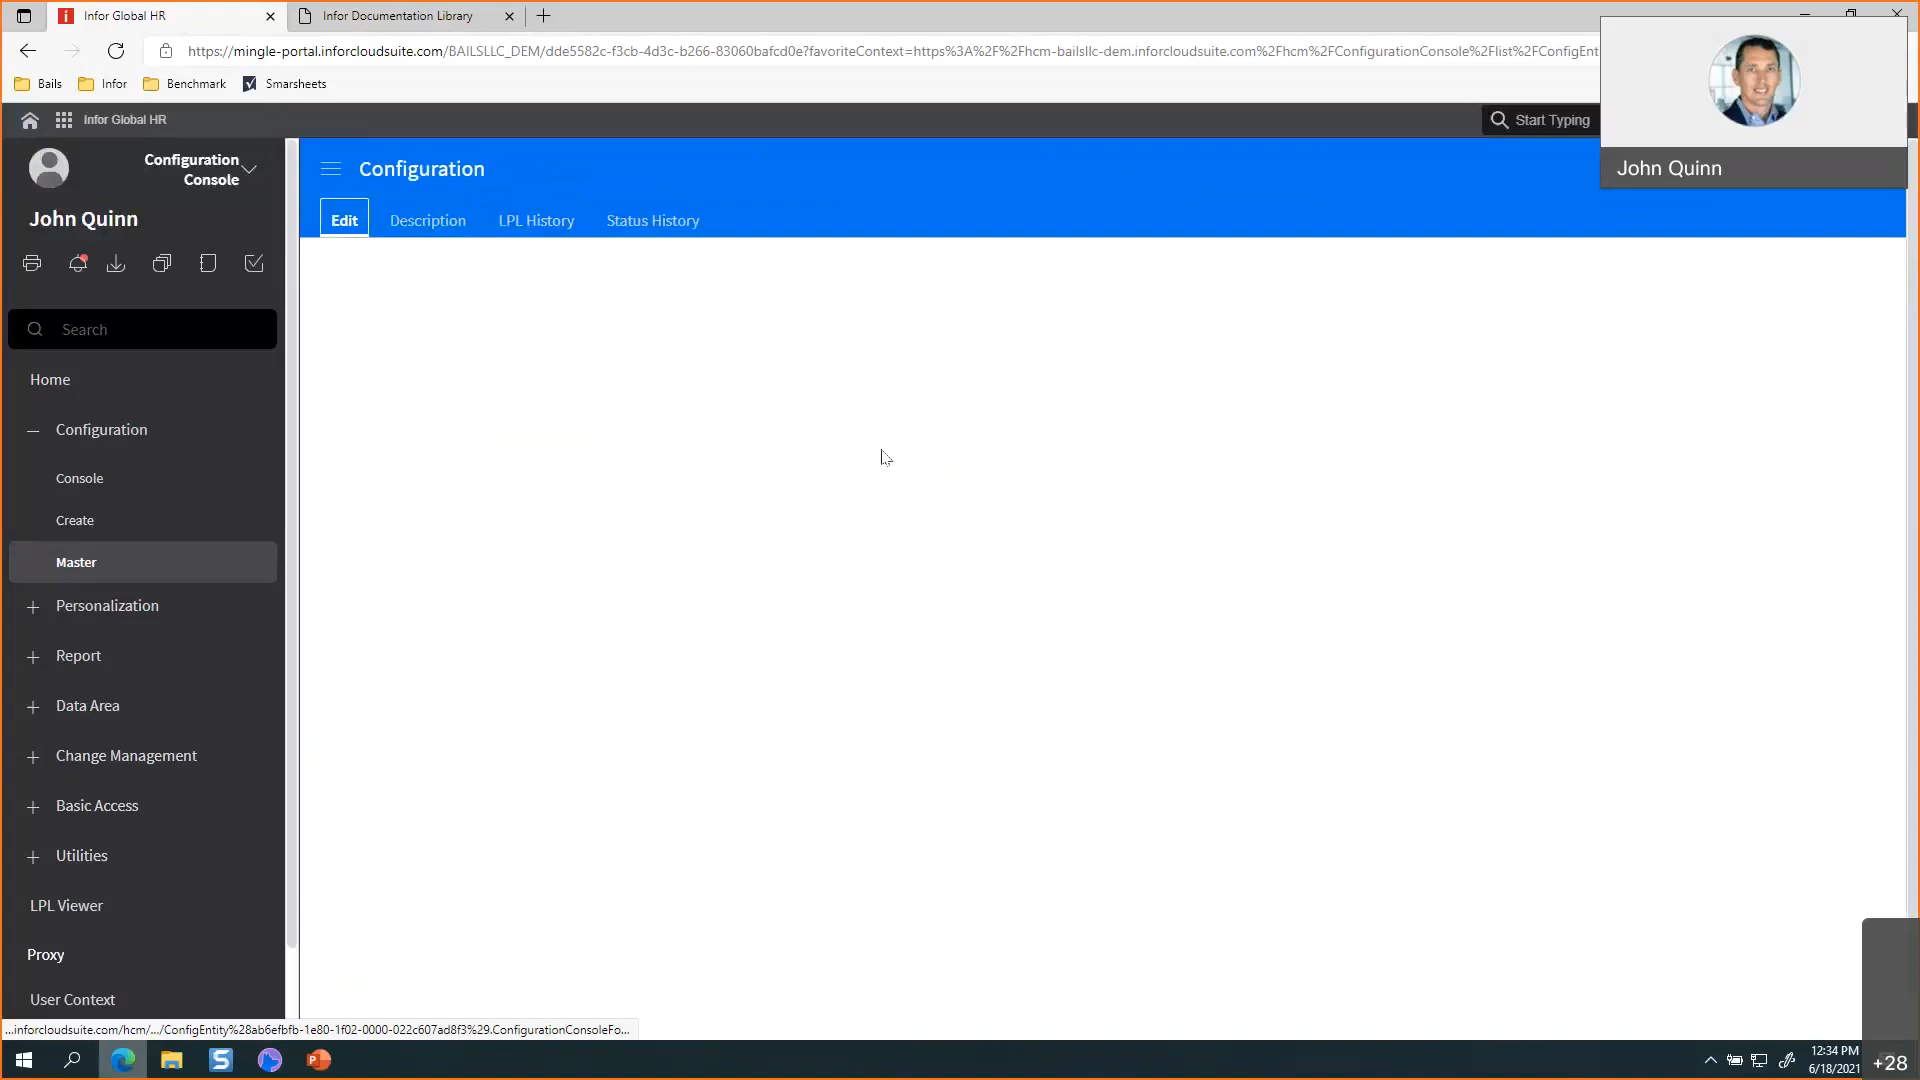 Infor Global HR
Infor Documentation Library
https://mingle-portal.inforcloudsuite.com/BAILSLLC_DEM/dde5582c-f3cb-4d3c-b266-83060bafcd0e?favoriteContext=https%3A%2F%2Fhcm-bailsllc-dem.inforcloudsuite.com%2Fhcm%2FConfigurationConsole%2Flist%2FConfigEnt
Bails
Infor
Benchmark
Smarsheets
Infor Global HR
Start Typing
John Quinn
Configuration
Console
John Quinn
Search
Home
Configuration
Console
Create
Master
Personalization
Report
Data Area
Change Management
Basic Access
Utilities
LPL Viewer
Proxy
User Context
Configuration
Edit
Description
LPL History
Status History
...inforcloudsuite.com/hcm/.../ConfigEntity%28ab6efbfb-1e80-1f02-0000-022c607ad8f3%29.ConfigurationConsoleFo...
12:34 PM
6/18/2021
+28